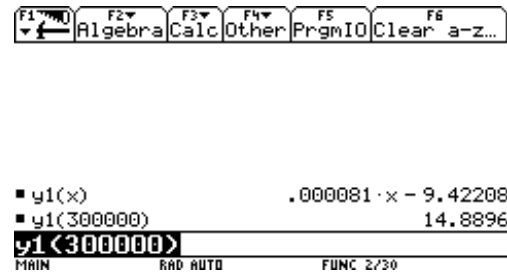 F1 F2 F3 F4 F5 F6
Algebra Calc Other PrgmIO Clear a-z...
y1(x) .000081·x - 9.42208
y1(300000) 14.8896
y1(300000)
MAIN RAD AUTO FUNC 2/30